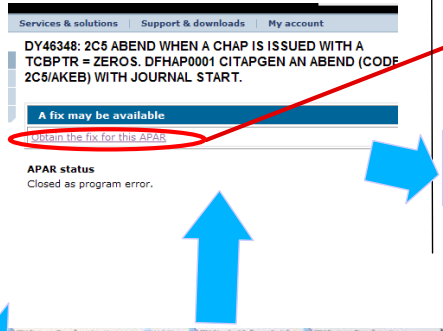 Services & solutions | Support & downloads | My account
DY46348: 2C5 ABEND WHEN A CHAP IS ISSUED WITH A
TCBPTR = ZEROS. DFHAP0001 CITAPGEN AN ABEND (CODE
2C5/AKEB) WITH JOURNAL START.
A fix may be available
Obtain the fix for this APAR
APAR status
Closed as program error.